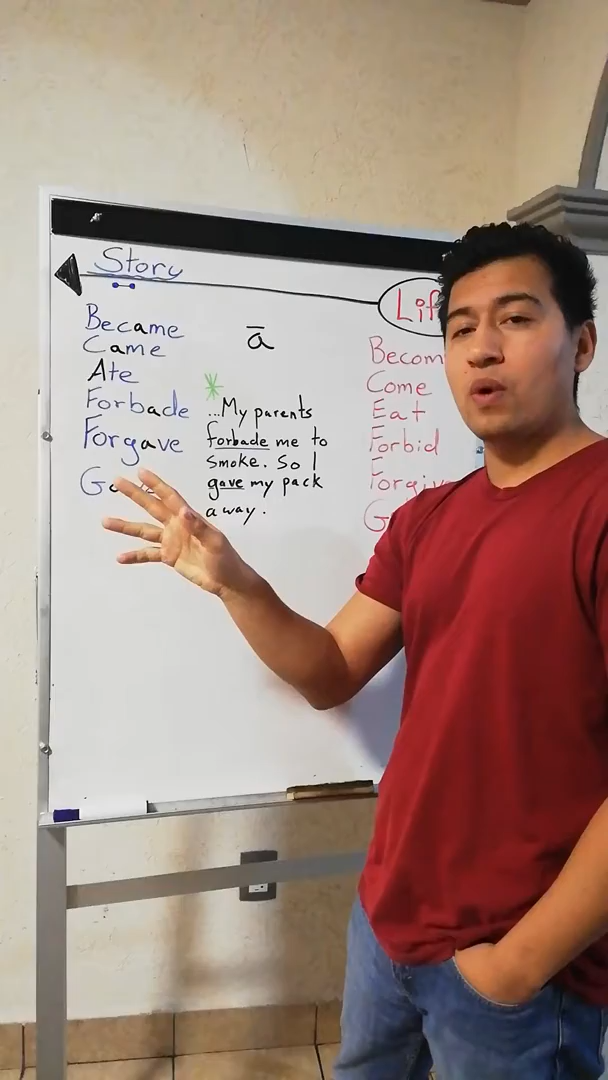 Story
Became
Came
Ate
Forbade
Forgave
ā
...My parents
forbade me to
smoke. So I
gave my pack
away.
Become
Come
Eat
Forbid